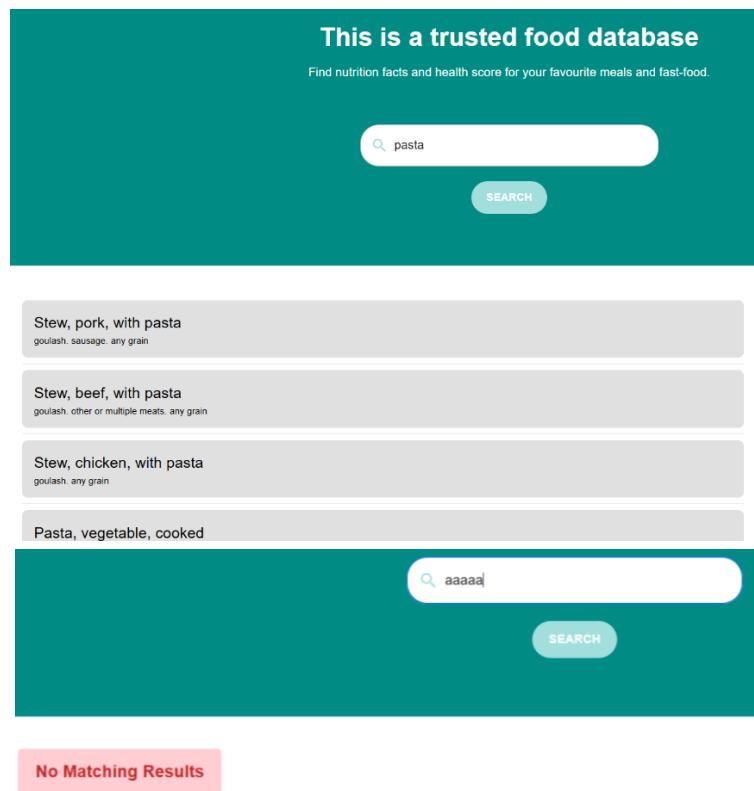 This is a trusted food database
Find nutrition facts and health score for your favourite meals and fast-food.
pasta
SEARCH
Stew, pork, with pasta
goulash. sausage. any grain
Stew, beef, with pasta
goulash. other or multiple meats. any grain
Stew, chicken, with pasta
goulash. any grain
Pasta, vegetable, cooked
aaaaa
SEARCH
No Matching Results